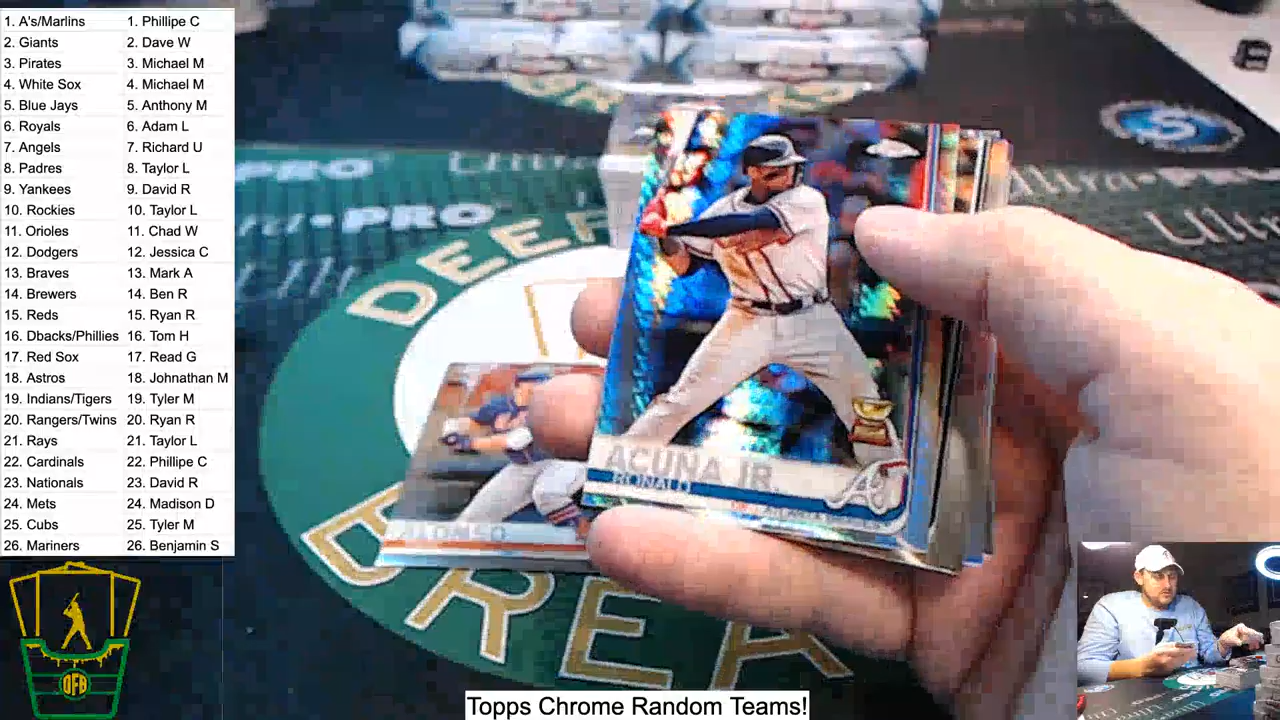 1. A's/Marlins 1. Phillipe C
2. Giants 2. Dave W
3. Pirates 3. Michael M
4. White Sox 4. Michael M
5. Blue Jays 5. Anthony M
6. Royals 6. Adam L
7. Angels 7. Richard U
8. Padres 8. Taylor L
9. Yankees 9. David R
10. Rockies 10. Taylor L
11. Orioles 11. Chad W
12. Dodgers 12. Jessica C
13. Braves 13. Mark A
14. Brewers 14. Ben R
15. Reds 15. Ryan R
16. Dbacks/Phillies 16. Tom H
17. Red Sox 17. Read G
18. Astros 18. Johnathan M
19. Indians/Tigers 19. Tyler M
20. Rangers/Twins 20. Ryan R
21. Rays 21. Taylor L
22. Cardinals 22. Phillipe C
23. Nationals 23. David R
24. Mets 24. Madison D
25. Cubs 25. Tyler M
26. Mariners 26. Benjamin S
PRO
Ultra
PRO
DEE
ACUNA JR.
RONALD
ALONSO
DREA
DFB
Topps Chrome Random Teams!